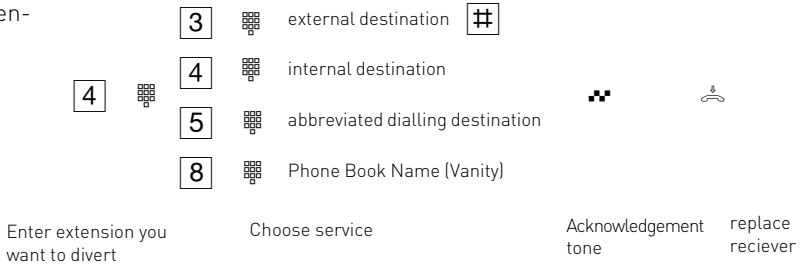 en-
3 external destination #
4 internal destination
4
5 abbreviated dialling destination
8 Phone Book Name (Vanity)
Enter extension you
want to divert
Choose service
Acknowledgement
tone
replace
reciever